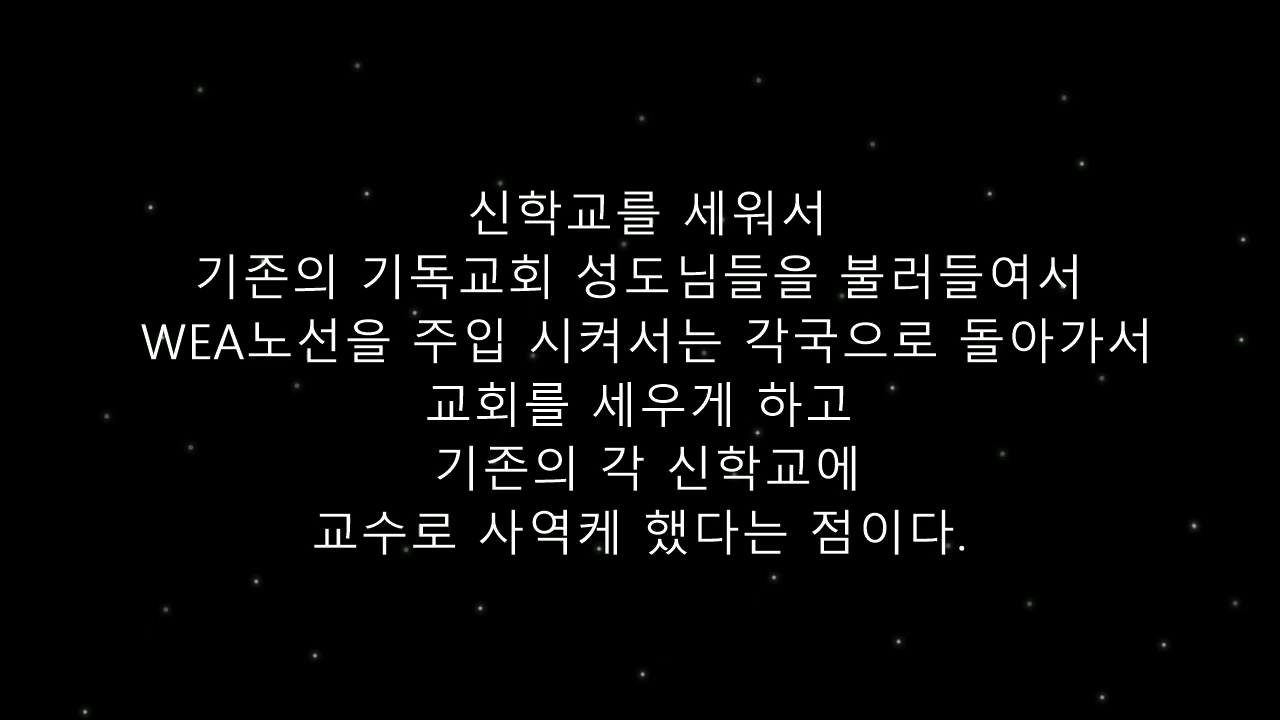 신학교를 세워서
기존의 기독교회 성도님들을 불러들여서
WEA노선을 주입 시켜서는 각국으로 돌아가서
교회를 세우게 하고
기존의 각 신학교에
교수로 사역케 했다는 점이다.